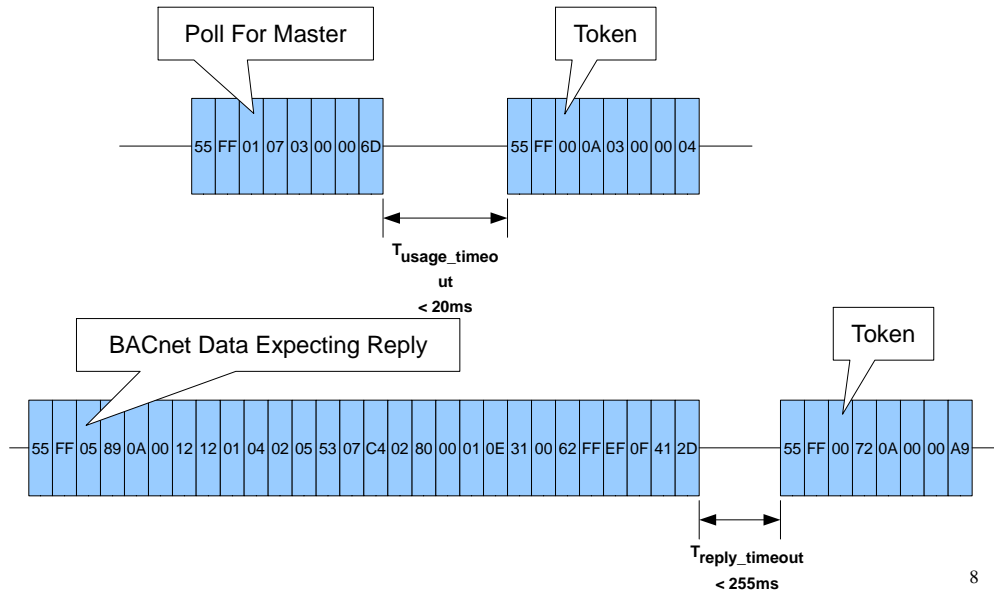 Poll For Master
Token
55 FF 01 07 03 00 00 6D
55 FF 00 0A 03 00 00 04
Tusage_timeo
ut
< 20ms
BACnet Data Expecting Reply
Token
55 FF 05 89 0A 00 12 12 01 04 02 05 53 07 C4 02 80 00 01 0E 31 00 62 FF EF 0F 41 2D
55 FF 00 72 0A 00 00 A9
Treply_timeout
< 255ms
8